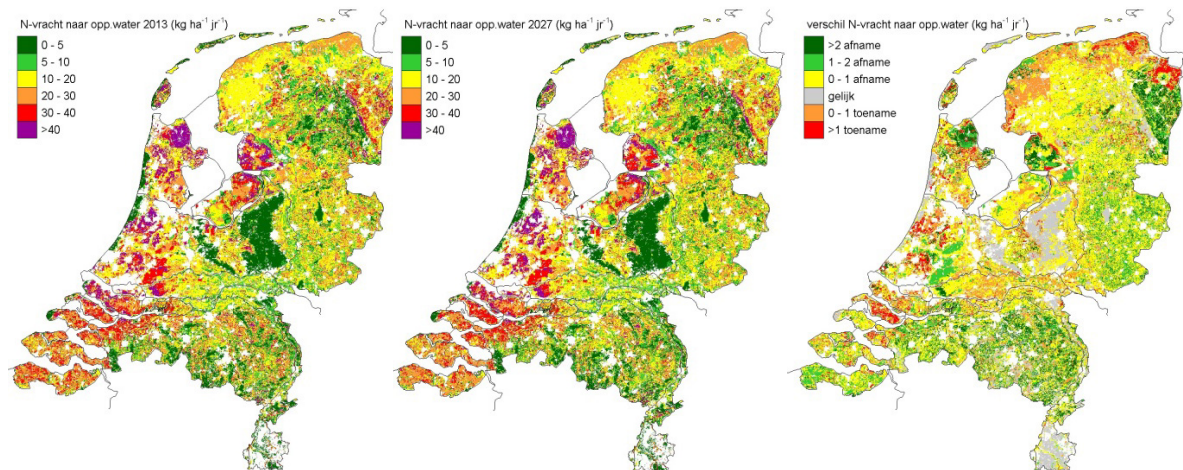 N-vracht naar opp.water 2013 (kg ha⁻¹ jr⁻¹)
0 - 5
5 - 10
10 - 20
20 - 30
30 - 40
>40
N-vracht naar opp.water 2027 (kg ha⁻¹ jr⁻¹)
0 - 5
5 - 10
10 - 20
20 - 30
30 - 40
>40
verschil N-vracht naar opp.water (kg ha⁻¹ jr⁻¹)
>2 afname
1 - 2 afname
0 - 1 afname
gelijk
0 - 1 toename
>1 toename